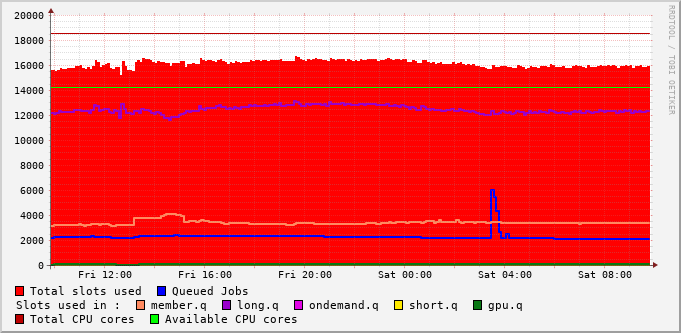 20000
18000
16000
14000
12000
10000
8000
6000
4000
2000
0
Fri 12:00 Fri 16:00 Fri 20:00 Sat 00:00 Sat 04:00 Sat 08:00
Total slots used Queued Jobs
Slots used in : member.q long.q ondemand.q short.q gpu.q
Total CPU cores Available CPU cores
RRDTOOL / TOBI OETIKER